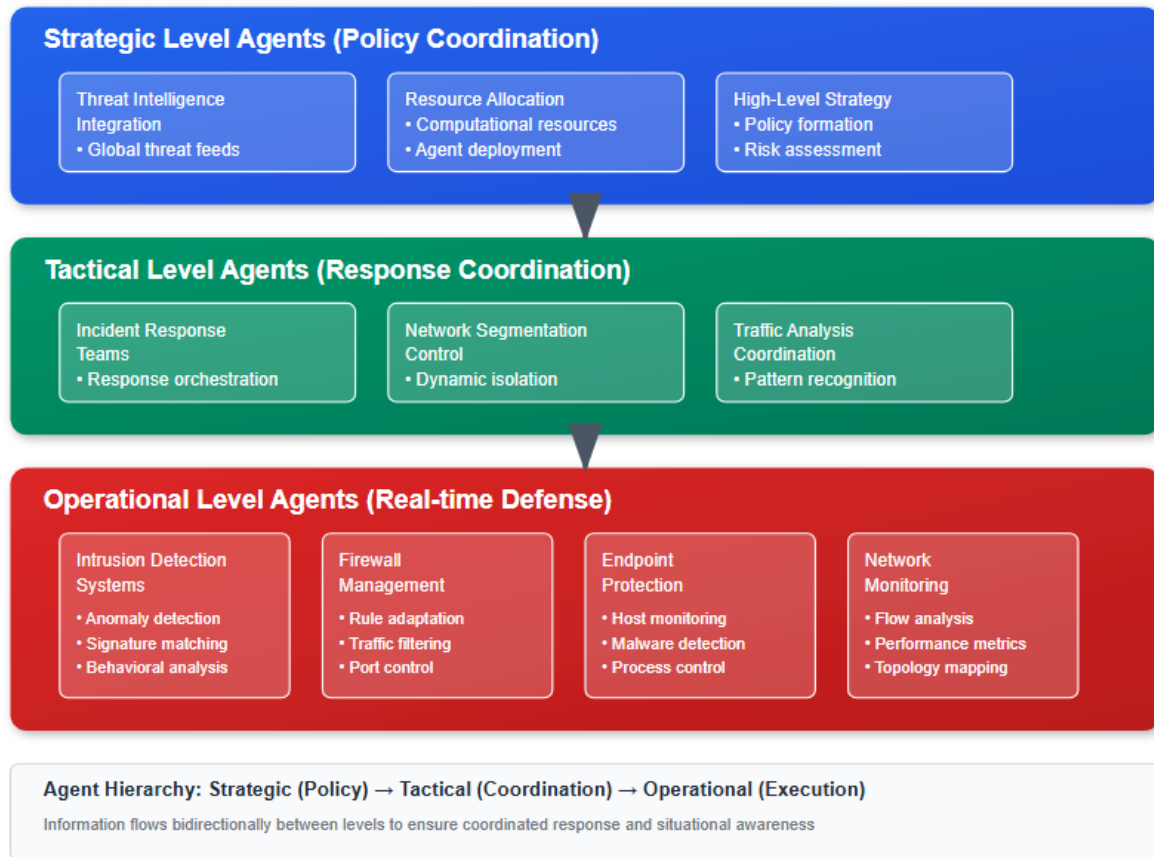 Strategic Level Agents (Policy Coordination)
Threat Intelligence
Integration
• Global threat feeds
Resource Allocation
• Computational resources
• Agent deployment
High-Level Strategy
• Policy formation
• Risk assessment
Tactical Level Agents (Response Coordination)
Incident Response
Teams
• Response orchestration
Network Segmentation
Control
• Dynamic isolation
Traffic Analysis
Coordination
• Pattern recognition
Operational Level Agents (Real-time Defense)
Intrusion Detection
Systems
• Anomaly detection
• Signature matching
• Behavioral analysis
Firewall
Management
• Rule adaptation
• Traffic filtering
• Port control
Endpoint
Protection
• Host monitoring
• Malware detection
• Process control
Network
Monitoring
• Flow analysis
• Performance metrics
• Topology mapping
Agent Hierarchy: Strategic (Policy) → Tactical (Coordination) → Operational (Execution)
Information flows bidirectionally between levels to ensure coordinated response and situational awareness